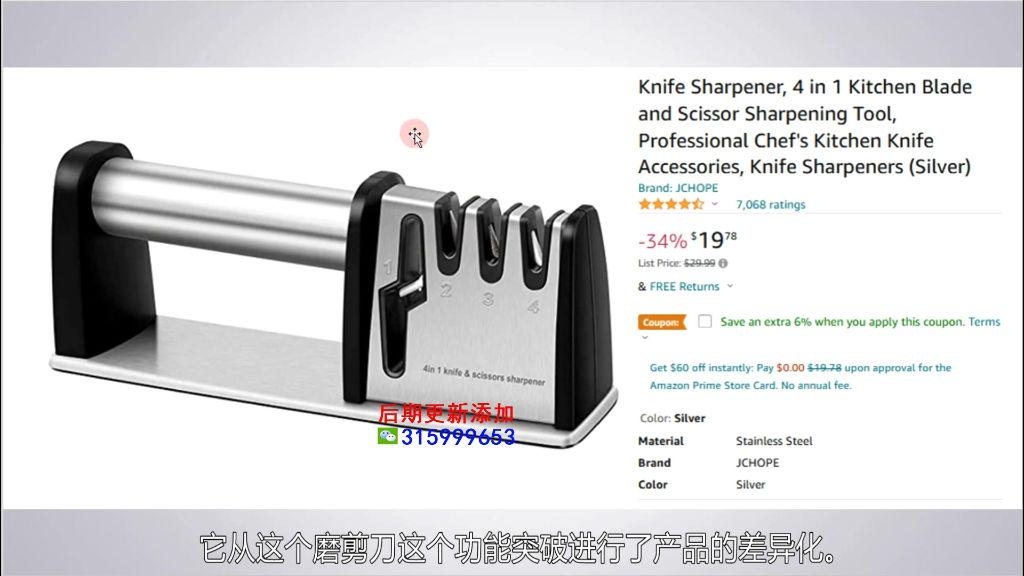 Knife Sharpener, 4 in 1 Kitchen Blade
and Scissor Sharpening Tool,
Professional Chef's Kitchen Knife
Accessories, Knife Sharpeners (Silver)
Brand: JCHOPE
7,068 ratings
-34% $19 78
List Price: $29.99
& FREE Returns
Coupon: Save an extra 6% when you apply this coupon. Terms
Get $60 off instantly: Pay $0.00 $19.78 upon approval for the
Amazon Prime Store Card. No annual fee.
Color: Silver
Material Stainless Steel
Brand JCHOPE
Color Silver
1
2
3
4
4in 1 knife & scissors sharpener
后期更新添加
315999653
它从这个磨剪刀这个功能突破进行了产品的差异化。